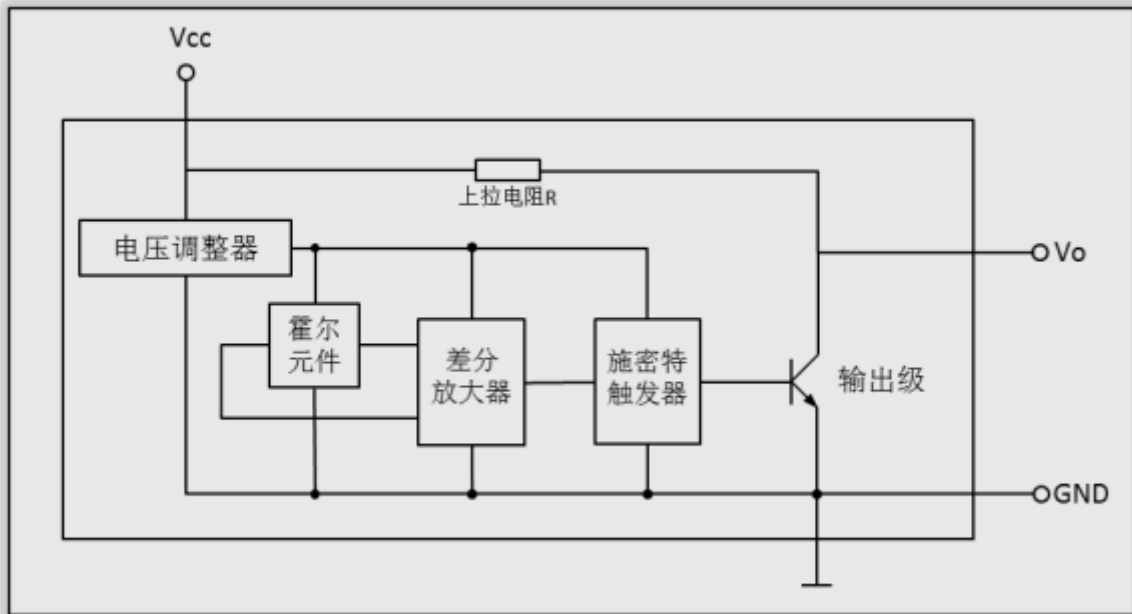 Vcc
上拉电阻R
电压调整器
Vo
霍尔
元件
差分
放大器
施密特
触发器
输出级
GND